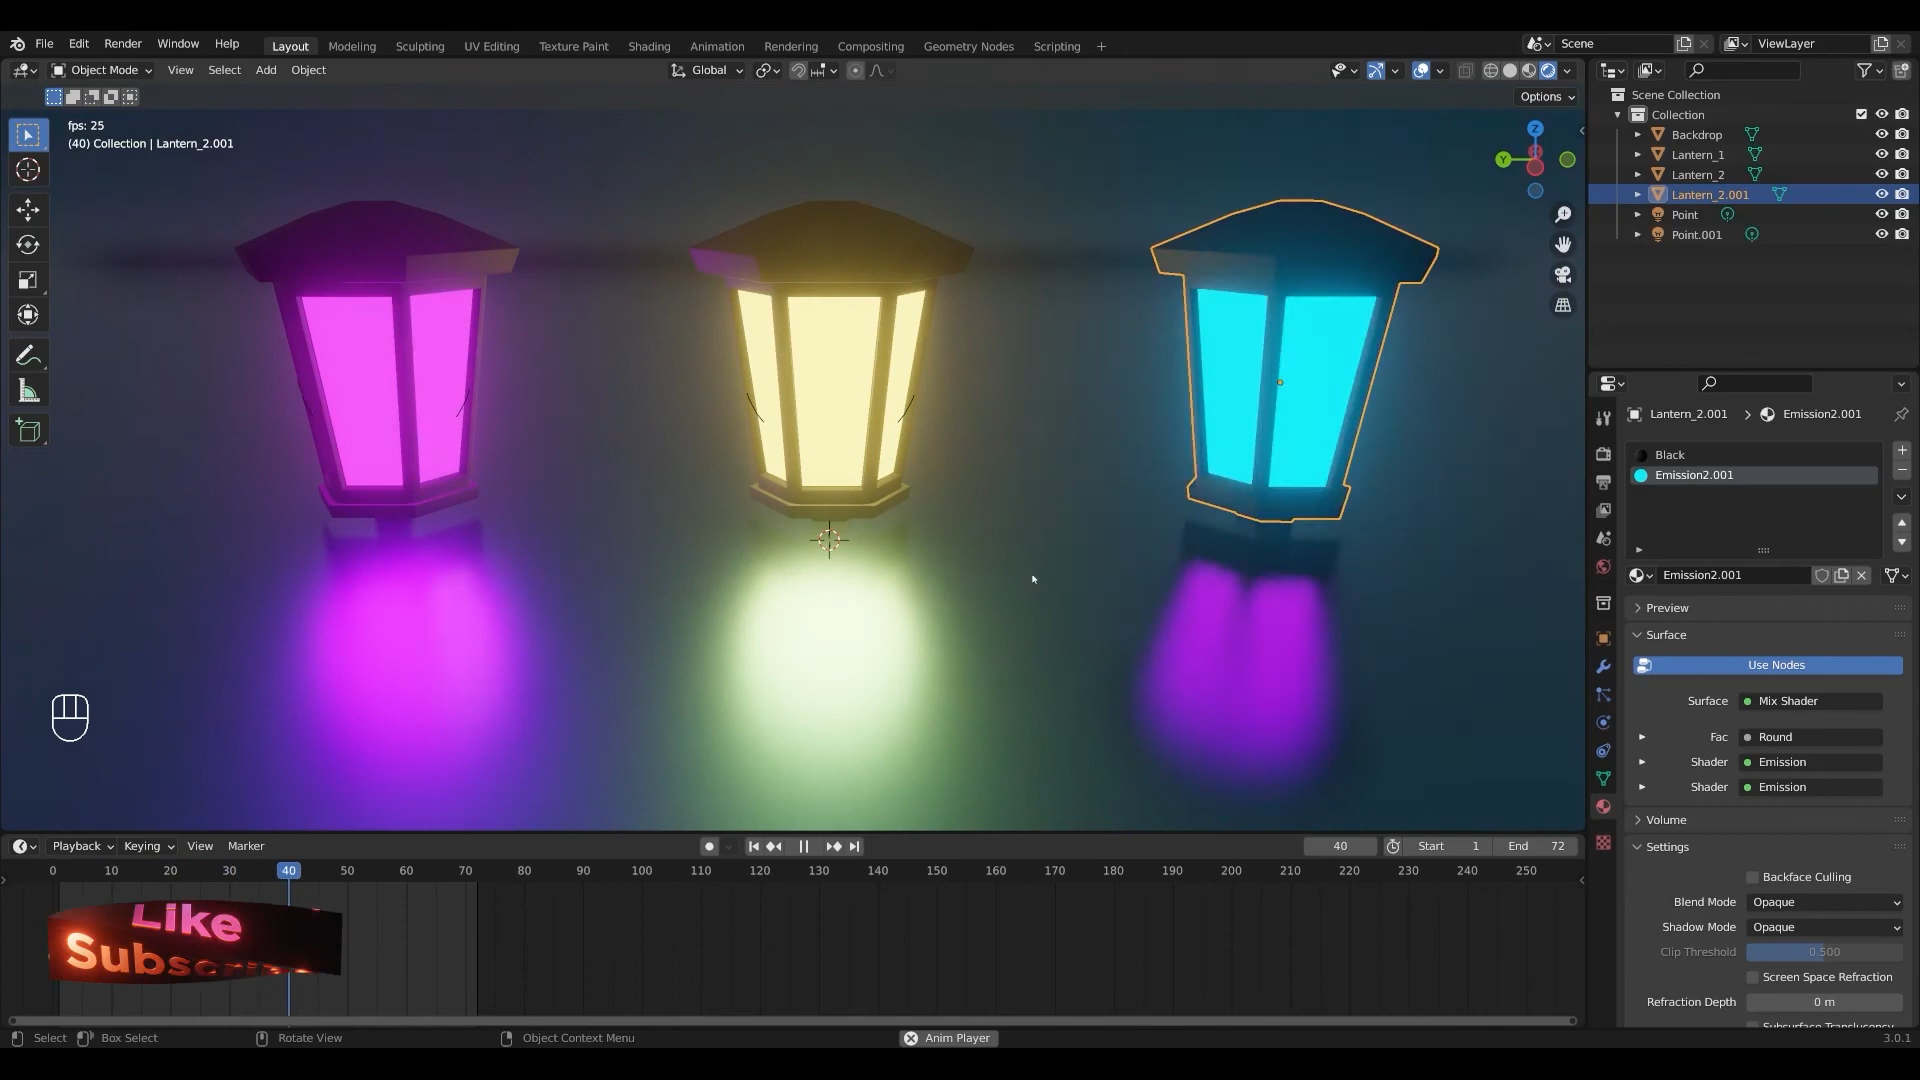 File Edit Render Window Help Layout Modeling Sculpting UV Editing Texture Paint Shading Animation Rendering Compositing Geometry Nodes Scripting + Scene ViewLayer
Object Mode View Select Add Object Global
Options
fps: 25
(40) Collection | Lantern_2.001
Z
Y
Scene Collection
Collection
Backdrop
Lantern_1
Lantern_2
Lantern_2.001
Point
Point.001
Lantern_2.001 > Emission2.001
Black
Emission2.001
Emission2.001
Preview
Surface
Use Nodes
Surface Mix Shader
Fac Round
Shader Emission
Shader Emission
Volume
Settings
Backface Culling
Blend Mode Opaque
Shadow Mode Opaque
Clip Threshold 0.500
Screen Space Refraction
Refraction Depth 0 m
Subsurface Translucency
Playback Keying View Marker 40 Start 1 End 72
0 10 20 30 40 50 60 70 80 90 100 110 120 130 140 150 160 170 180 190 200 210 220 230 240 250
Like
Subscribe
Select Box Select Rotate View Object Context Menu Anim Player 3.0.1